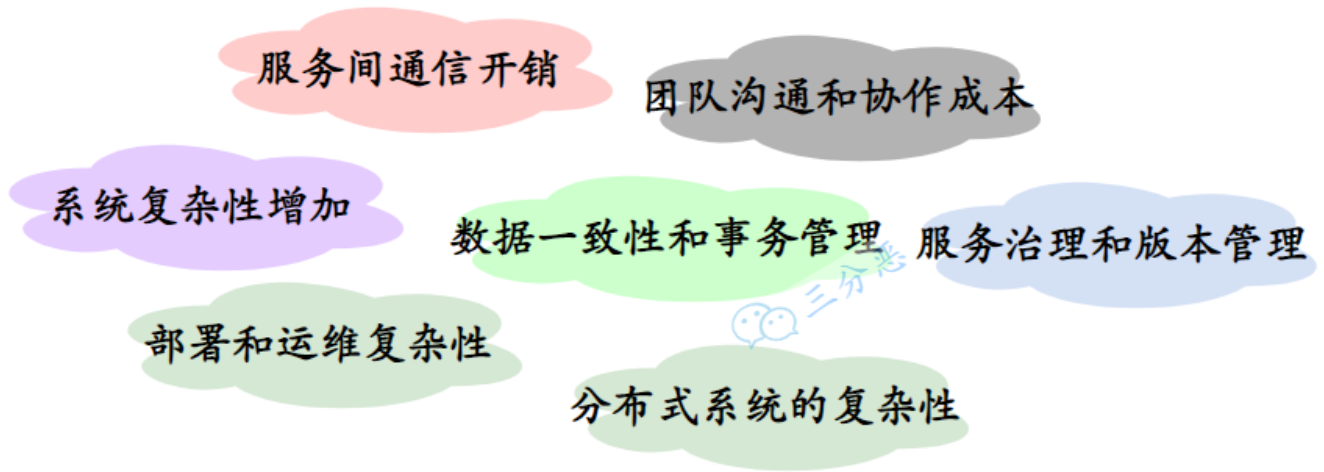 服务间通信开销
团队沟通和协作成本
系统复杂性增加
数据一致性和事务管理
服务治理和版本管理
三分恶
部署和运维复杂性
分布式系统的复杂性